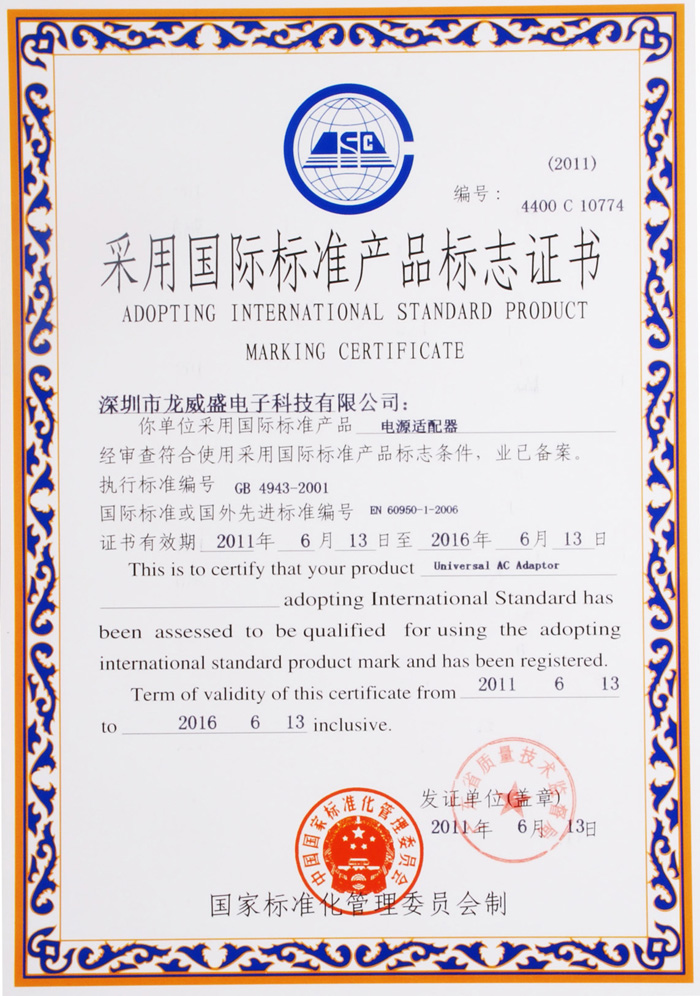 ISC
(2011)
编号： 4400 C 10774
采用国际标准产品标志证书
ADOPTING INTERNATIONAL STANDARD PRODUCT
MARKING CERTIFICATE
深圳市龙威盛电子科技有限公司：
你单位采用国际标准产品 电源适配器
经审查符合使用采用国际标准产品标志条件，业已备案。
执行标准编号 GB 4943-2001
国际标准或国外先进标准编号 EN 60950-1-2006
证书有效期 2011年 6月 13日至 2016年 6月 13日
This is to certify that your product Universal AC Adaptor
adopting International Standard has
been assessed to be qualified for using the adopting
international standard product mark and has been registered.
Term of validity of this certificate from 2011 6 13
to 2016 6 13 inclusive.
省质量技术监督局
发证单位(盖章)
2011年 6月 13日
中国国家标准化管理委员会
国家标准化管理委员会制